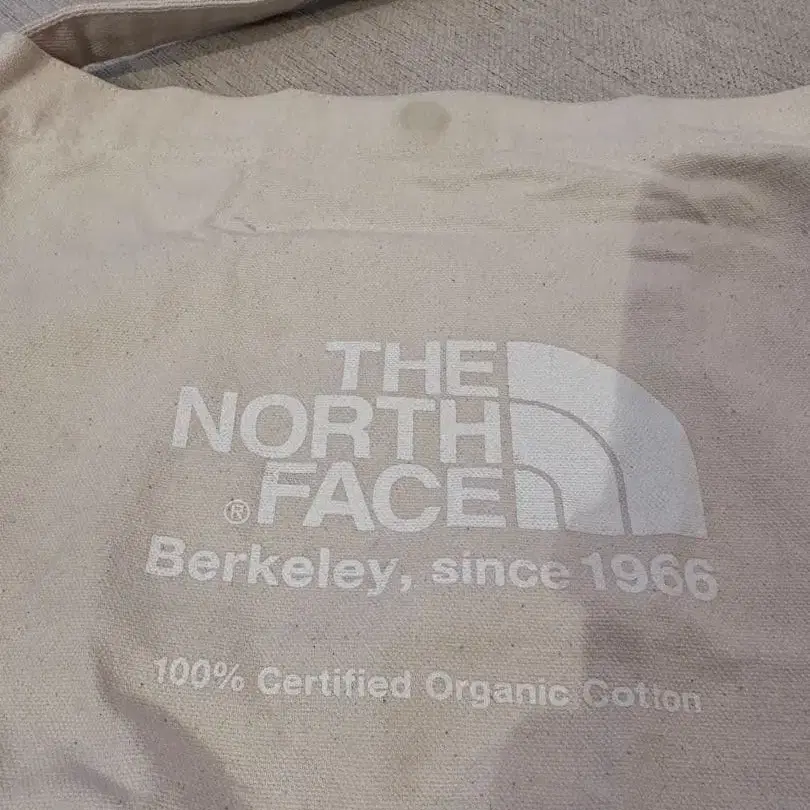 THE
NORTH
® FACE
Berkeley, since 1966
100% Certified Organic Cotton